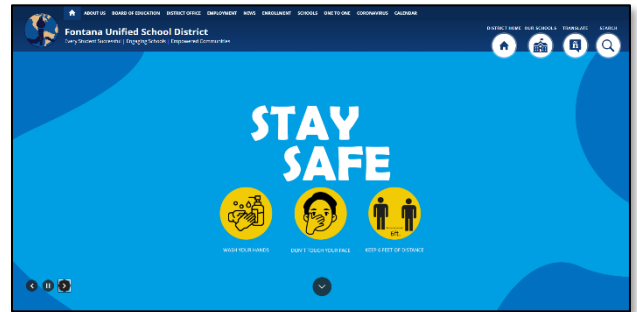 ABOUT US BOARD OF EDUCATION DISTRICT OFFICE EMPLOYMENT NEWS ENROLLMENT SCHOOLS ONE TO ONE CORONAVIRUS CALENDAR
Fontana Unified School District
Every Student Successful | Engaging Schools | Empowered Communities
DISTRICT HOME OUR SCHOOLS TRANSLATE SEARCH
STAY
SAFE
6ft.
WASH YOUR HANDS DON'T TOUCH YOUR FACE KEEP 6 FEET OF DISTANCE